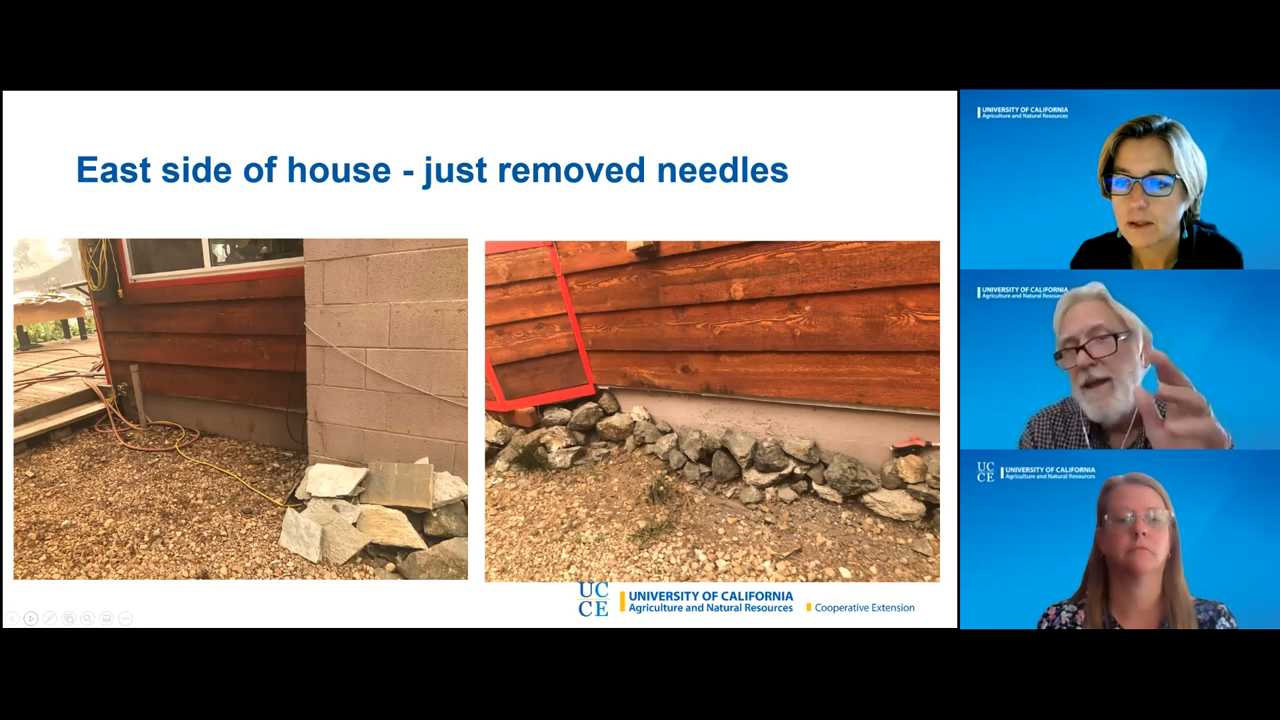 East side of house - just removed needles
UC
CE
UNIVERSITY OF CALIFORNIA
Agriculture and Natural Resources
Cooperative Extension
UNIVERSITY OF CALIFORNIA
Agriculture and Natural Resources
UNIVERSITY OF CALIFORNIA
Agriculture and Natural Resour
UC
CE
UNIVERSITY OF CALIFORNIA
Agriculture and Natural Resources